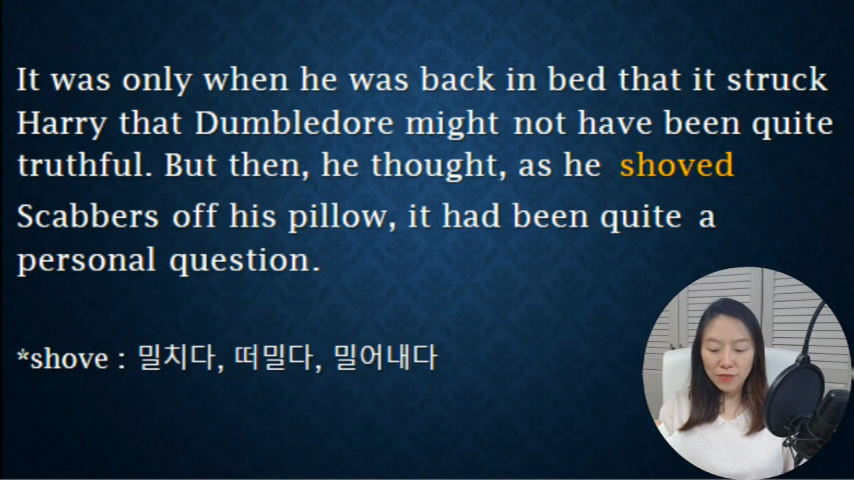 It was only when he was back in bed that it struck
Harry that Dumbledore might not have been quite
truthful. But then, he thought, as he shoved
Scabbers off his pillow, it had been quite a
personal question.
*shove : 밀치다, 떠밀다, 밀어내다